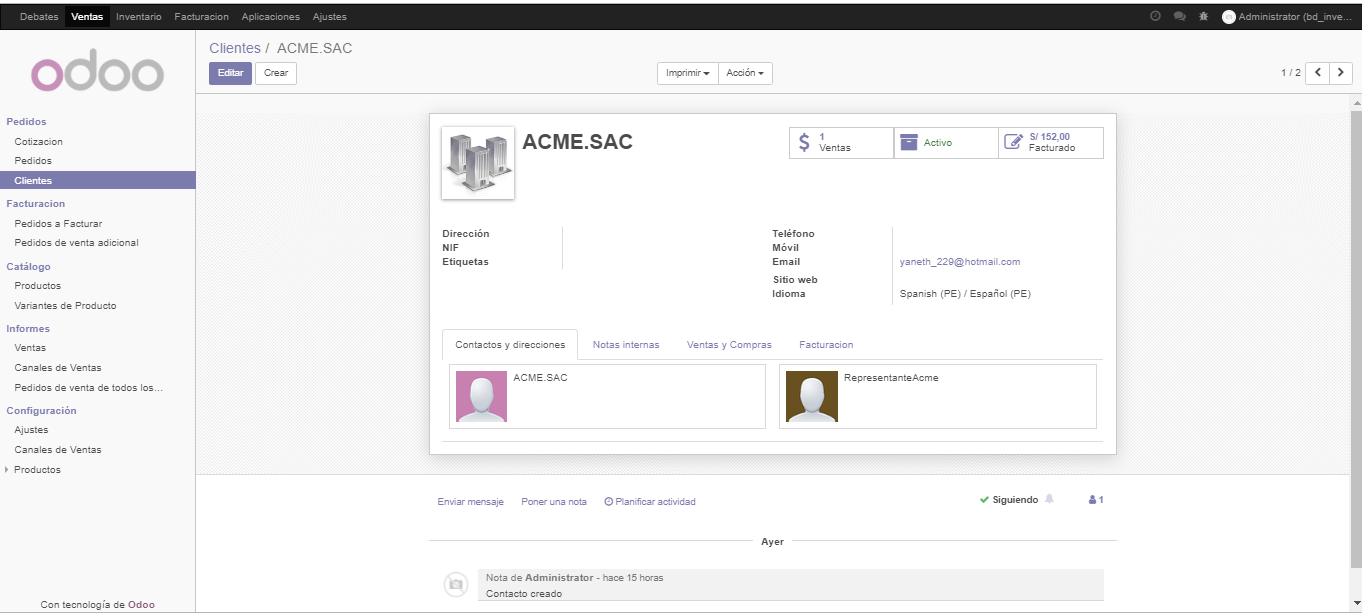 Debates Ventas Inventario Facturacion Aplicaciones Ajustes Administrator (bd_inve...
odoo
Clientes / ACME.SAC
Editar Crear Imprimir Acción 1 / 2
Pedidos
Cotizacion
Pedidos
Clientes
Facturacion
Pedidos a Facturar
Pedidos de venta adicional
Catálogo
Productos
Variantes de Producto
Informes
Ventas
Canales de Ventas
Pedidos de venta de todos los...
Configuración
Ajustes
Canales de Ventas
Productos
Con tecnología de Odoo
ACME.SAC
1
Ventas
Activo
S/ 152,00
Facturado
Dirección
NIF
Etiquetas
Teléfono
Móvil
Email yaneth_229@hotmail.com
Sitio web
Idioma Spanish (PE) / Español (PE)
Contactos y direcciones Notas internas Ventas y Compras Facturacion
ACME.SAC RepresentanteAcme
Enviar mensaje Poner una nota Planificar actividad Siguiendo 1
Ayer
Nota de Administrator - hace 15 horas
Contacto creado